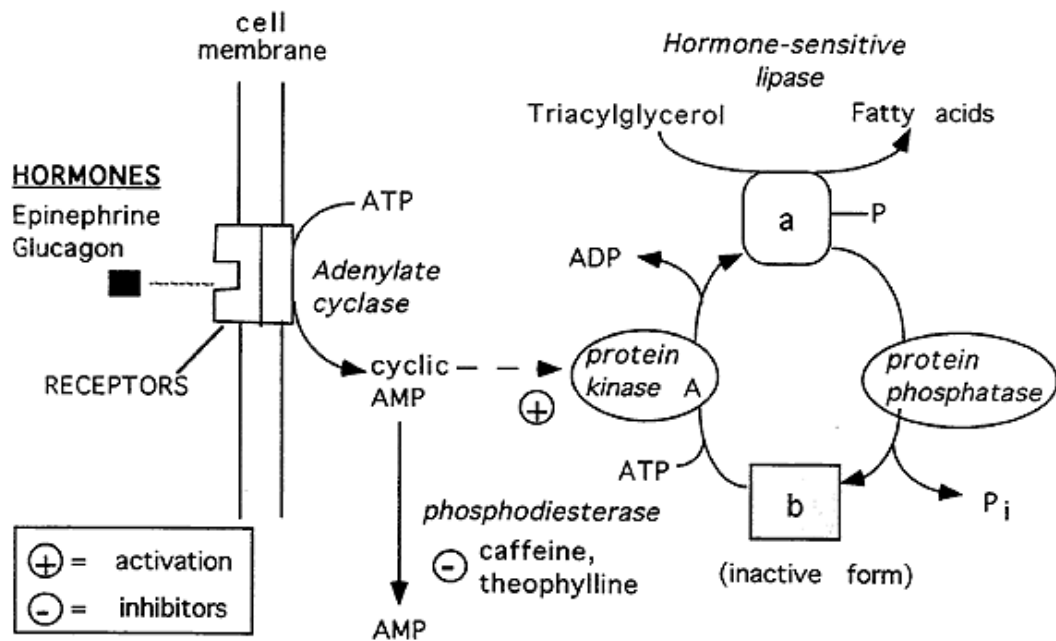 cell
membrane
HORMONES
Epinephrine
Glucagon
RECEPTORS
ATP
Adenylate
cyclase
cyclic
AMP
+
phosphodiesterase
- caffeine,
theophylline
AMP
Hormone-sensitive
lipase
Triacylglycerol
Fatty acids
a
P
ADP
protein
kinase A
protein
phosphatase
ATP
b
Pi
(inactive form)
+ = activation
- = inhibitors